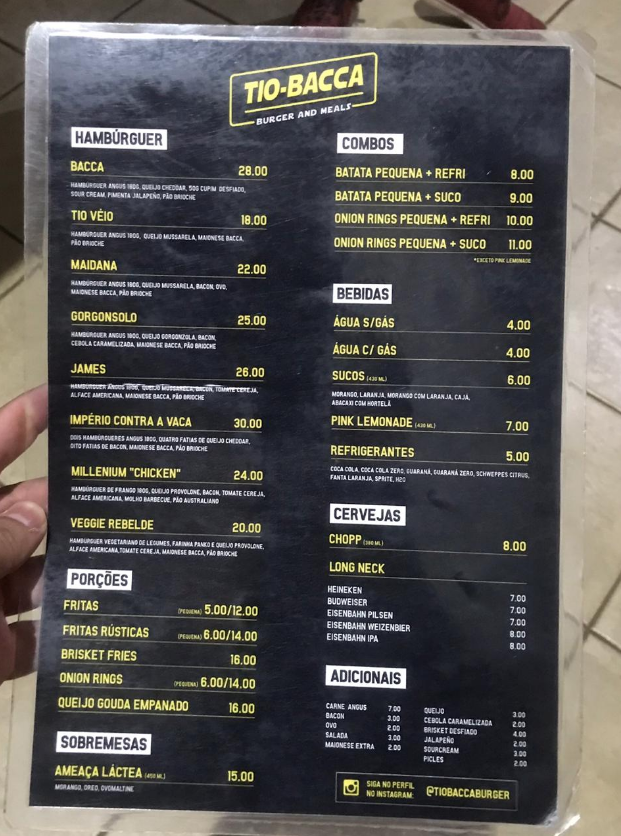 TIO-BACCA
BURGER AND MEALS
HAMBÚRGUER
BACCA 28.00
HAMBÚRGUER ANGUS 180G, QUEIJO CHEDDAR, 50G CUPIM DESFIADO,
SOUR CREAM, PIMENTA JALAPEÑO, PÃO BRIOCHE
TIO VÉIO 18.00
HAMBÚRGUER ANGUS 180G, QUEIJO MUSSARELA, MAIONESE BACCA,
PÃO BRIOCHE
MAIDANA 22.00
HAMBÚRGUER ANGUS 180G, QUEIJO MUSSARELA, BACON, OVO,
MAIONESE BACCA, PÃO BRIOCHE
GORGONSOLO 25.00
HAMBÚRGUER ANGUS 180G, QUEIJO GORGONZOLA, BACON,
CEBOLA CARAMELIZADA, MAIONESE BACCA, PÃO BRIOCHE
JAMES 26.00
HAMBÚRGUER ANGUS 180G, QUEIJO MUSSARELA, BACON, TOMATE CEREJA,
ALFACE AMERICANA, MAIONESE BACCA, PÃO BRIOCHE
IMPÉRIO CONTRA A VACA 30.00
DOIS HAMBÚRGUERES ANGUS 180G, QUATRO FATIAS DE QUEIJO CHEDDAR,
OITO FATIAS DE BACON, MAIONESE BACCA, PÃO BRIOCHE
MILLENIUM "CHICKEN" 24.00
HAMBÚRGUER DE FRANGO 180G, QUEIJO PROVOLONE, BACON, TOMATE CEREJA,
ALFACE AMERICANA, MOLHO BARBECUE, PÃO AUSTRALIANO
VEGGIE REBELDE 20.00
HAMBÚRGUER VEGETARIANO DE LEGUMES, FARINHA PANKO E QUEIJO PROVOLONE,
ALFACE AMERICANA,TOMATE CEREJA, MAIONESE BACCA, PÃO BRIOCHE
PORÇÕES
FRITAS (PEQUENA) 5.00/12.00
FRITAS RÚSTICAS (PEQUENA) 6.00/14.00
BRISKET FRIES 16.00
ONION RINGS (PEQUENA) 6.00/14.00
QUEIJO GOUDA EMPANADO 16.00
SOBREMESAS
AMEAÇA LÁCTEA (450 ML) 15.00
MORANGO, OREO, OVOMALTINE
COMBOS
BATATA PEQUENA + REFRI 8.00
BATATA PEQUENA + SUCO 9.00
ONION RINGS PEQUENA + REFRI 10.00
ONION RINGS PEQUENA + SUCO 11.00
*EXCETO PINK LEMONADE
BEBIDAS
ÁGUA S/GÁS 4.00
ÁGUA C/ GÁS 4.00
SUCOS (430 ML) 6.00
MORANGO, LARANJA, MORANGO COM LARANJA, CAJÁ,
ABACAXI COM HORTELÃ
PINK LEMONADE (430 ML) 7.00
REFRIGERANTES 5.00
COCA COLA, COCA COLA ZERO, GUARANÁ, GUARANÁ ZERO, SCHWEPPES CITRUS,
FANTA LARANJA, SPRITE, H2O
CERVEJAS
CHOPP (390 ML) 8.00
LONG NECK
HEINEKEN 7.00
BUDWEISER 7.00
EISENBAHN PILSEN 7.00
EISENBAHN WEIZENBIER 8.00
EISENBAHN IPA 8.00
ADICIONAIS
CARNE ANGUS 7.00
BACON 3.00
OVO 2.00
SALADA 3.00
MAIONESE EXTRA 2.00
QUEIJO 3.00
CEBOLA CARAMELIZADA 2.00
BRISKET DESFIADO 4.00
JALAPEÑO 2.00
SOURCREAM 3.00
PICLES 2.00
SIGA NO PERFIL
NO INSTAGRAM: @TIOBACCABURGER